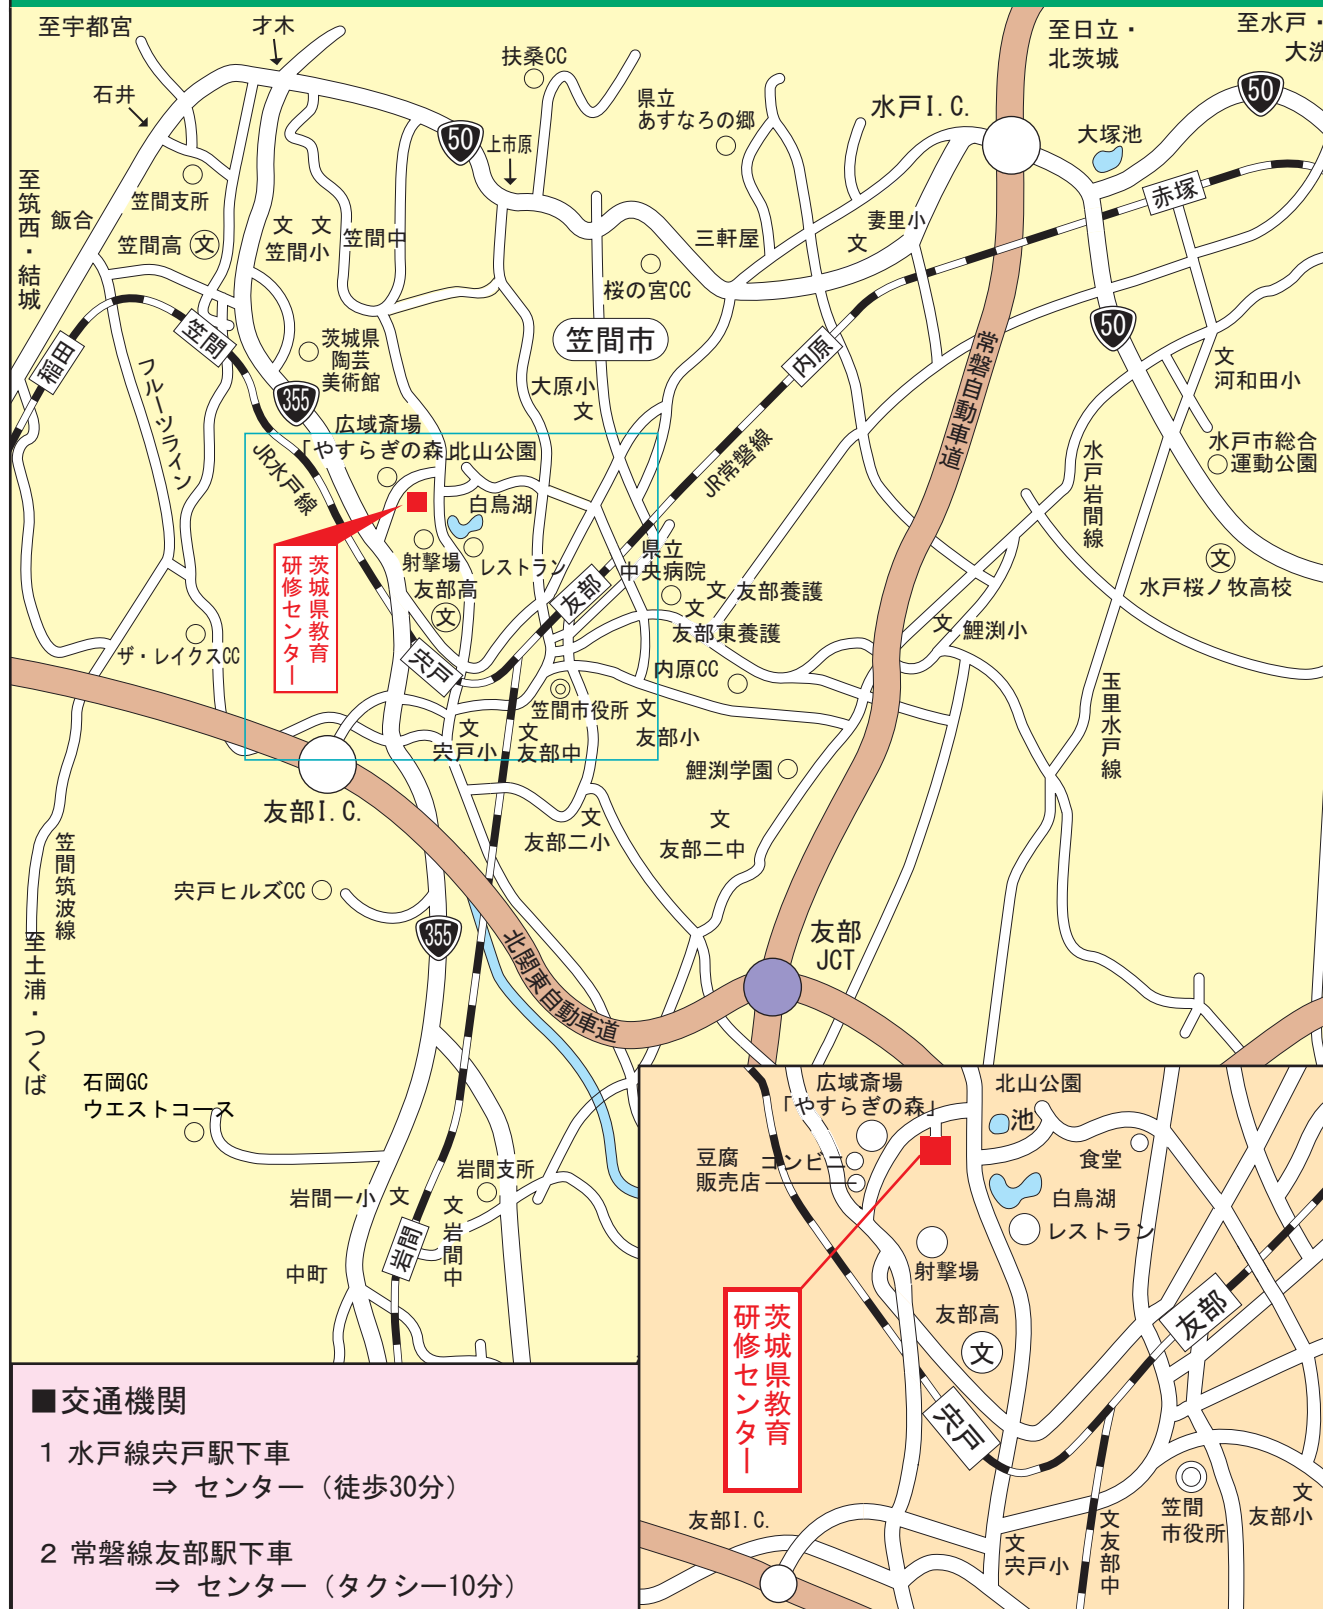 至宇都宮
才木
石井
扶桑CC
県立
あすなろの郷
水戸I.C.
至日立・
北茨城
至水戸・
大洗
50
大塚池
50
上市原
至筑西・結城
飯合
笠間支所
笠間高
文
文
文
笠間小
笠間中
三軒屋
妻里小
文
赤塚
桜の宮CC
笠間市
稲田
笠間
茨城県
陶芸
美術館
355
フルーツライン
JR水戸線
大原小
文
内原
JR常磐線
常磐自動車道
50
文
河和田小
水戸岩間線
水戸市総合
運動公園
広域斎場
「やすらぎの森」
北山公園
白鳥湖
射撃場
レストラン
友部高
文
茨城県教育
研修センター
県立
中央病院
友部
文
友部養護
文
友部東養護
文
水戸桜ノ牧高校
文
鯉渕小
ザ・レイクスCC
宍戸
内原CC
笠間市役所
文
友部小
文
宍戸小
文
友部中
玉里水戸線
鯉渕学園
友部I.C.
文
友部二小
文
友部二中
笠間筑波線
宍戸ヒルズCC
355
至土浦・つくば
北関東自動車道
友部
JCT
石岡GC
ウエストコース
岩間支所
岩間一小
文
文
岩間中
岩間
中町
広域斎場
「やすらぎの森」
北山公園
池
豆腐
販売店
コンビニ
食堂
白鳥湖
レストラン
射撃場
友部高
文
茨城県教育
研修センター
友部
宍戸
笠間
市役所
文
友部小
友部I.C.
文
宍戸小
文
友部中
■交通機関
1 水戸線宍戸駅下車
⇒ センター（徒歩30分）
2 常磐線友部駅下車
⇒ センター（タクシー10分）